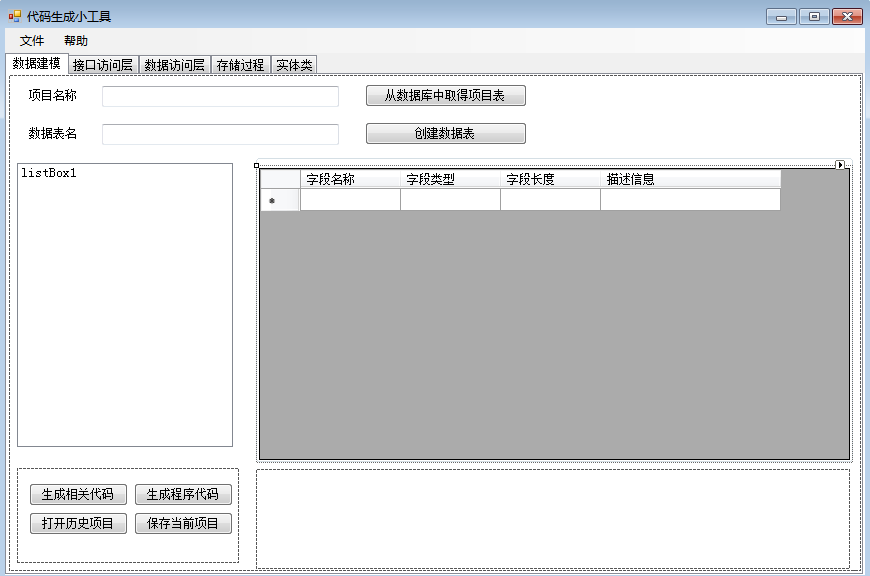 代码生成小工具
文件 帮助
数据建模 接口访问层 数据访问层 存储过程 实体类
项目名称 从数据库中取得项目表
数据表名 创建数据表
listBox1
字段名称 字段类型 字段长度 描述信息
生成相关代码 生成程序代码
打开历史项目 保存当前项目